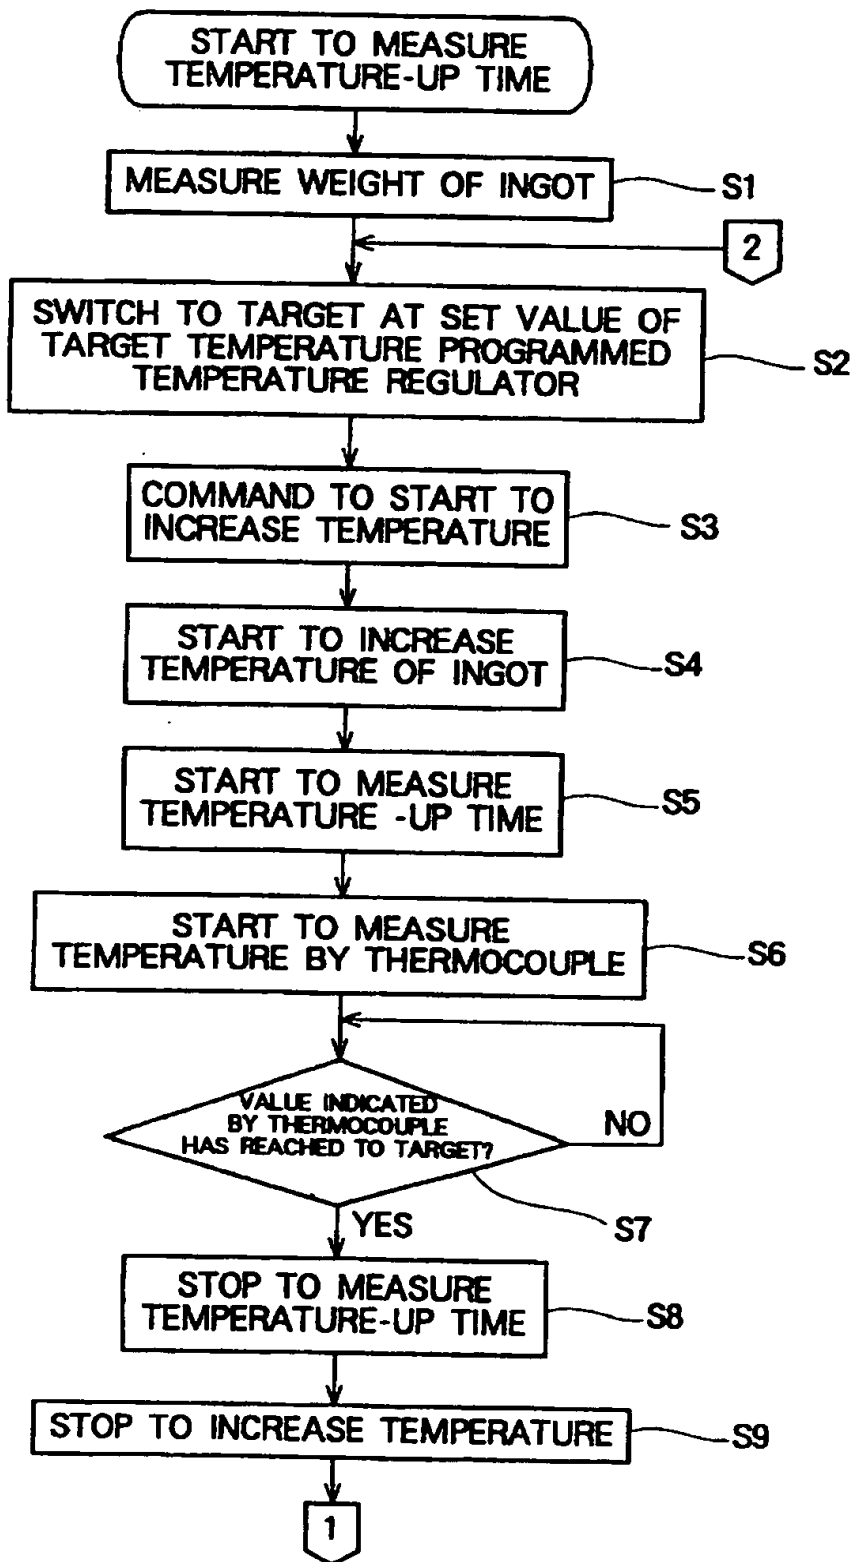 START TO MEASURE
TEMPERATURE-UP TIME
MEASURE WEIGHT OF INGOT
S1
2
SWITCH TO TARGET AT SET VALUE OF
TARGET TEMPERATURE PROGRAMMED
TEMPERATURE REGULATOR
S2
COMMAND TO START TO
INCREASE TEMPERATURE
S3
START TO INCREASE
TEMPERATURE OF INGOT
S4
START TO MEASURE
TEMPERATURE -UP TIME
S5
START TO MEASURE
TEMPERATURE BY THERMOCOUPLE
S6
VALUE INDICATED
BY THERMOCOUPLE
HAS REACHED TO TARGET?
NO
S7
YES
STOP TO MEASURE
TEMPERATURE-UP TIME
S8
STOP TO INCREASE TEMPERATURE
S9
1